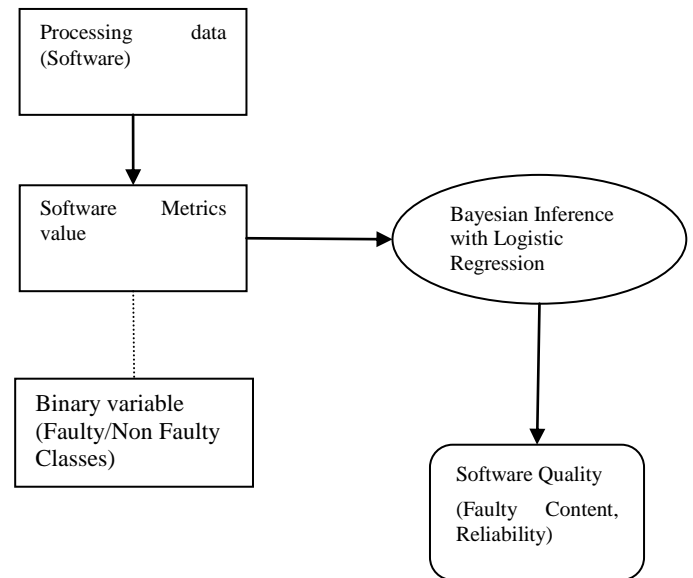 Processing data
(Software)
Software Metrics
value
Bayesian Inference
with Logistic
Regression
Binary variable
(Faulty/Non Faulty
Classes)
Software Quality
(Faulty Content,
Reliability)